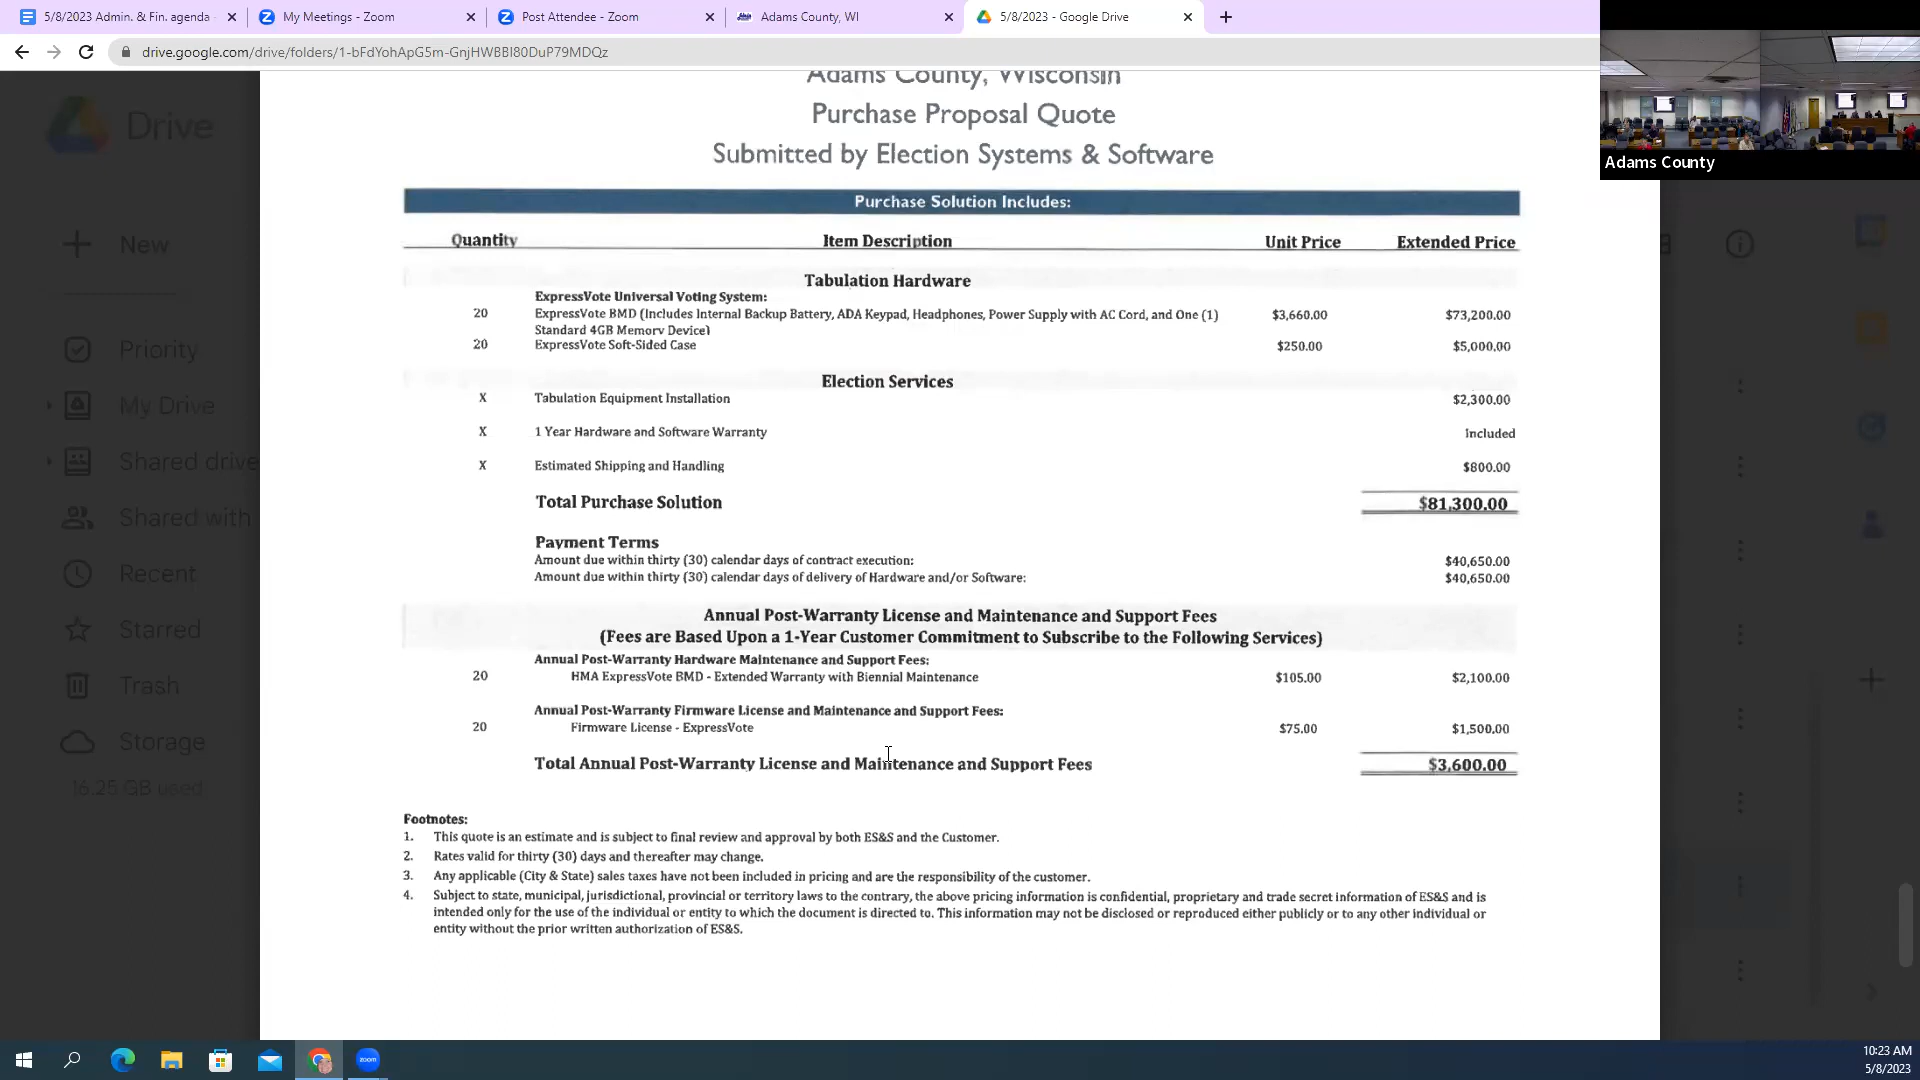 5/8/2023 Admin. & Fin. agenda
My Meetings - Zoom
Post Attendee - Zoom
Adams County, WI
5/8/2023 - Google Drive
drive.google.com/drive/folders/1-bFdYohApG5m-GnjHWBBI80DuP79MDQz
Adams County
Drive
New
Priority
My Drive
Shared drive
Shared with
Recent
Starred
Trash
Storage
16.25 GB used
Adams County, Wisconsin
Purchase Proposal Quote
Submitted by Election Systems & Software
Purchase Solution Includes:
Quantity Item Description Unit Price Extended Price
Tabulation Hardware
ExpressVote Universal Voting System:
20 ExpressVote BMD (Includes Internal Backup Battery, ADA Keypad, Headphones, Power Supply with AC Cord, and One (1) $3,660.00 $73,200.00
Standard 4GB Memory Device)
20 ExpressVote Soft-Sided Case $250.00 $5,000.00
Election Services
X Tabulation Equipment Installation $2,300.00
X 1 Year Hardware and Software Warranty Included
X Estimated Shipping and Handling $800.00
Total Purchase Solution $81,300.00
Payment Terms
Amount due within thirty (30) calendar days of contract execution: $40,650.00
Amount due within thirty (30) calendar days of delivery of Hardware and/or Software: $40,650.00
Annual Post-Warranty License and Maintenance and Support Fees
(Fees are Based Upon a 1-Year Customer Commitment to Subscribe to the Following Services)
Annual Post-Warranty Hardware Maintenance and Support Fees:
20 HMA ExpressVote BMD - Extended Warranty with Biennial Maintenance $105.00 $2,100.00
Annual Post-Warranty Firmware License and Maintenance and Support Fees:
20 Firmware License - ExpressVote $75.00 $1,500.00
Total Annual Post-Warranty License and Maintenance and Support Fees $3,600.00
Footnotes:
1. This quote is an estimate and is subject to final review and approval by both ES&S and the Customer.
2. Rates valid for thirty (30) days and thereafter may change.
3. Any applicable (City & State) sales taxes have not been included in pricing and are the responsibility of the customer.
4. Subject to state, municipal, jurisdictional, provincial or territory laws to the contrary, the above pricing information is confidential, proprietary and trade secret information of ES&S and is
intended only for the use of the individual or entity to which the document is directed to. This information may not be disclosed or reproduced either publicly or to any other individual or
entity without the prior written authorization of ES&S.
zoom
10:23 AM
5/8/2023